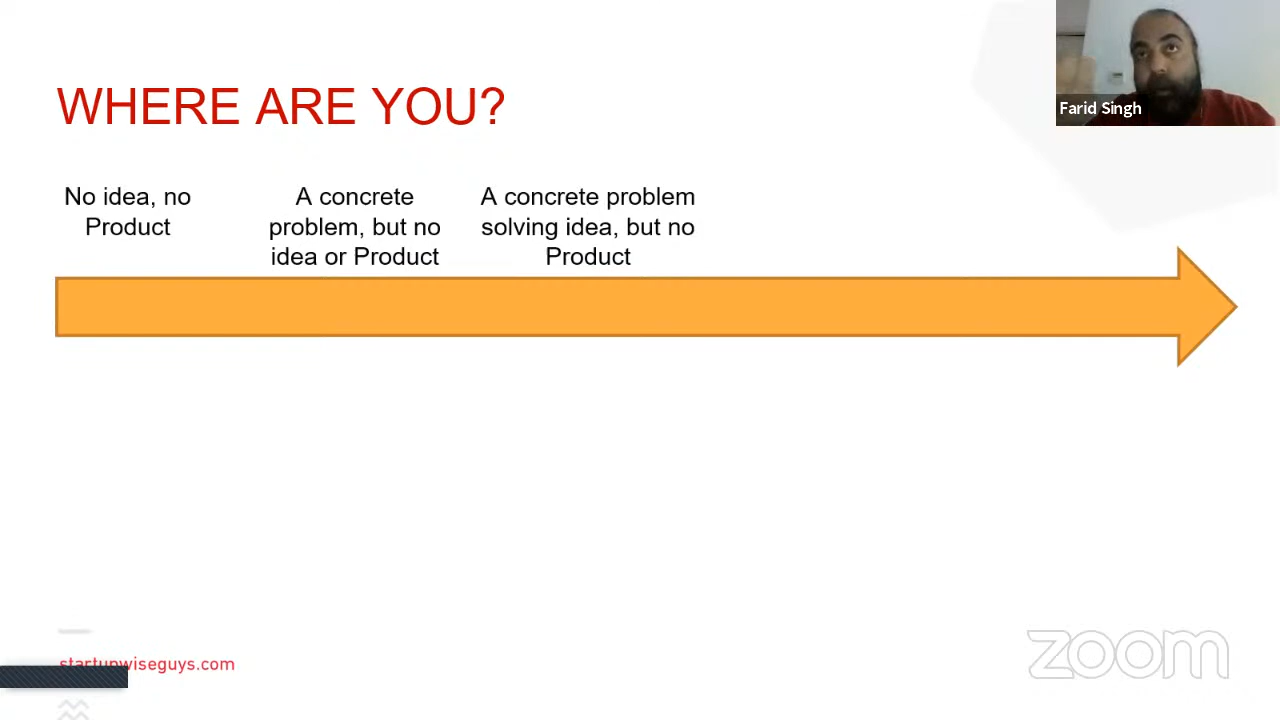 WHERE ARE YOU?
Farid Singh
No idea, no
Product
A concrete
problem, but no
idea or Product
A concrete problem
solving idea, but no
Product
startupwiseguys.com
zoom